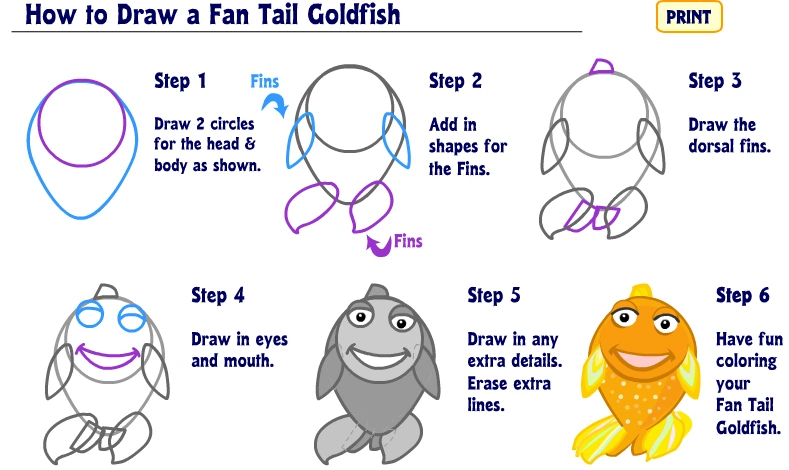 How to Draw a Fan Tail Goldfish
PRINT
Step 1
Draw 2 circles
for the head &
body as shown.
Fins
Fins
Step 2
Add in
shapes for
the Fins.
Step 3
Draw the
dorsal fins.
Step 4
Draw in eyes
and mouth.
Step 5
Draw in any
extra details.
Erase extra
lines.
Step 6
Have fun
coloring
your
Fan Tail
Goldfish.